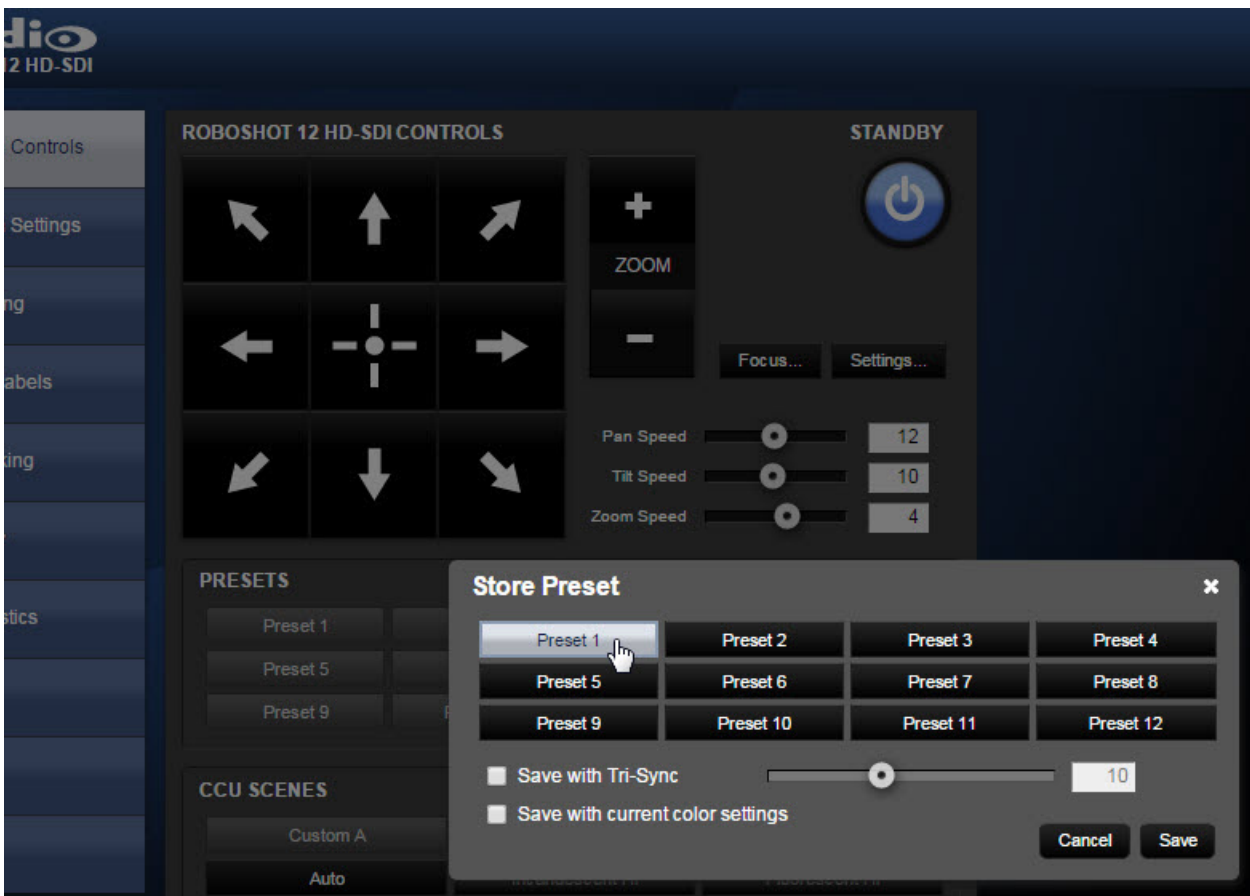 dio
12 HD-SDI
Controls
Settings
ng
abels
king
stics
ROBOSHOT 12 HD-SDI CONTROLS
STANDBY
ZOOM
Focus...
Settings...
Pan Speed 12
Tilt Speed 10
Zoom Speed 4
PRESETS
Preset 1
Preset 5
Preset 9
CCU SCENES
Custom A
Auto
Store Preset
Preset 1 Preset 2 Preset 3 Preset 4
Preset 5 Preset 6 Preset 7 Preset 8
Preset 9 Preset 10 Preset 11 Preset 12
Save with Tri-Sync 10
Save with current color settings
Cancel Save